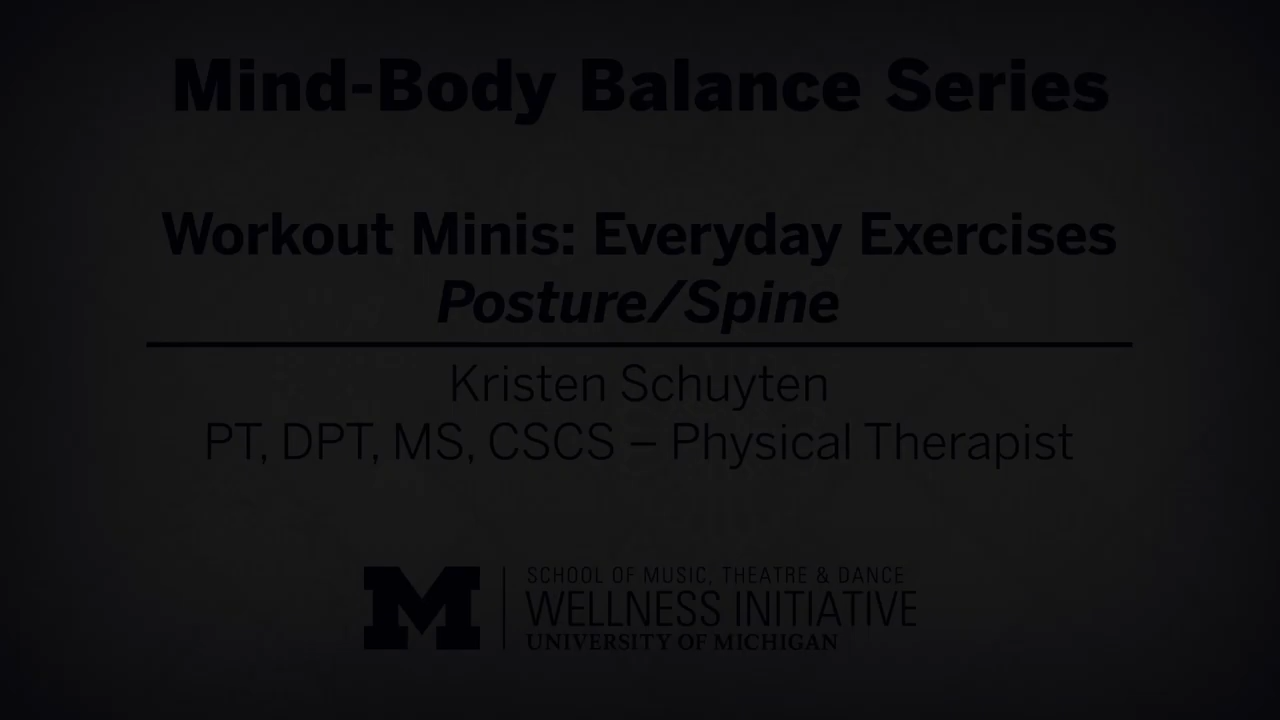 Mind-Body Balance Series
Workout Minis: Everyday Exercises
Posture/Spine
Kristen Schuyten
PT, DPT, MS, CSCS – Physical Therapist
M
SCHOOL OF MUSIC, THEATRE & DANCE
WELLNESS INITIATIVE
UNIVERSITY OF MICHIGAN